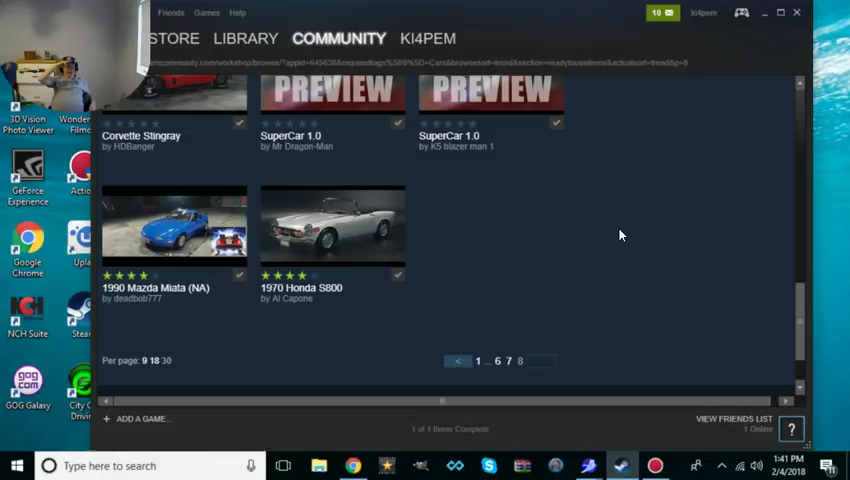 Friends Games Help
10 ki4pem
STORE LIBRARY COMMUNITY KI4PEM
PREVIEW PREVIEW
Corvette Stingray
by HDBanger
SuperCar 1.0
by Mr Dragon-Man
SuperCar 1.0
by K5 blazer man 1
1990 Mazda Miata (NA)
by deadbob777
1970 Honda S800
by Al Capone
Per page: 9 18 30
< 1 ... 6 7 8
+ ADD A GAME...
1 of 1 Items Complete
VIEW FRIENDS LIST
1 Online
?
3D Vision
Photo Viewer
GeForce
Experience
Google
Chrome
NCH
NCH Suite
GOG
COM
GOG Galaxy
Type here to search
1:41 PM
2/4/2018